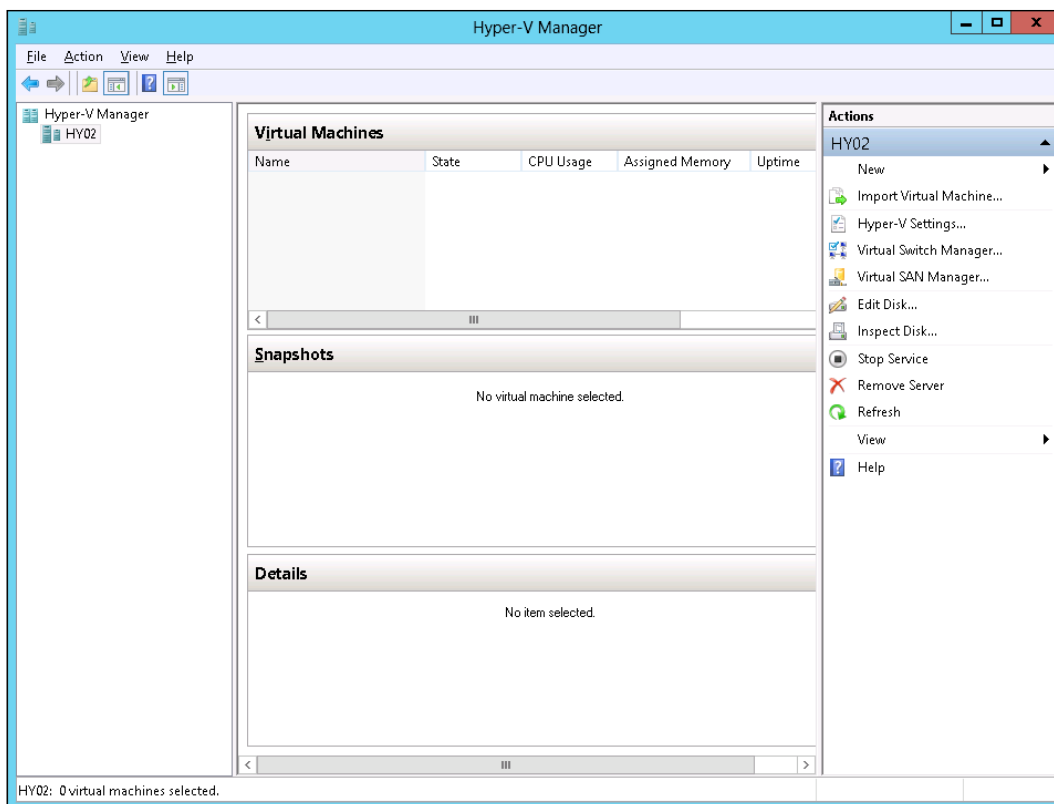 Hyper-V Manager
File Action View Help
Hyper-V Manager
HY02
Virtual Machines
Name State CPU Usage Assigned Memory Uptime
Snapshots
No virtual machine selected.
Details
No item selected.
Actions
HY02
New
Import Virtual Machine...
Hyper-V Settings...
Virtual Switch Manager...
Virtual SAN Manager...
Edit Disk...
Inspect Disk...
Stop Service
Remove Server
Refresh
View
Help
HY02: 0 virtual machines selected.